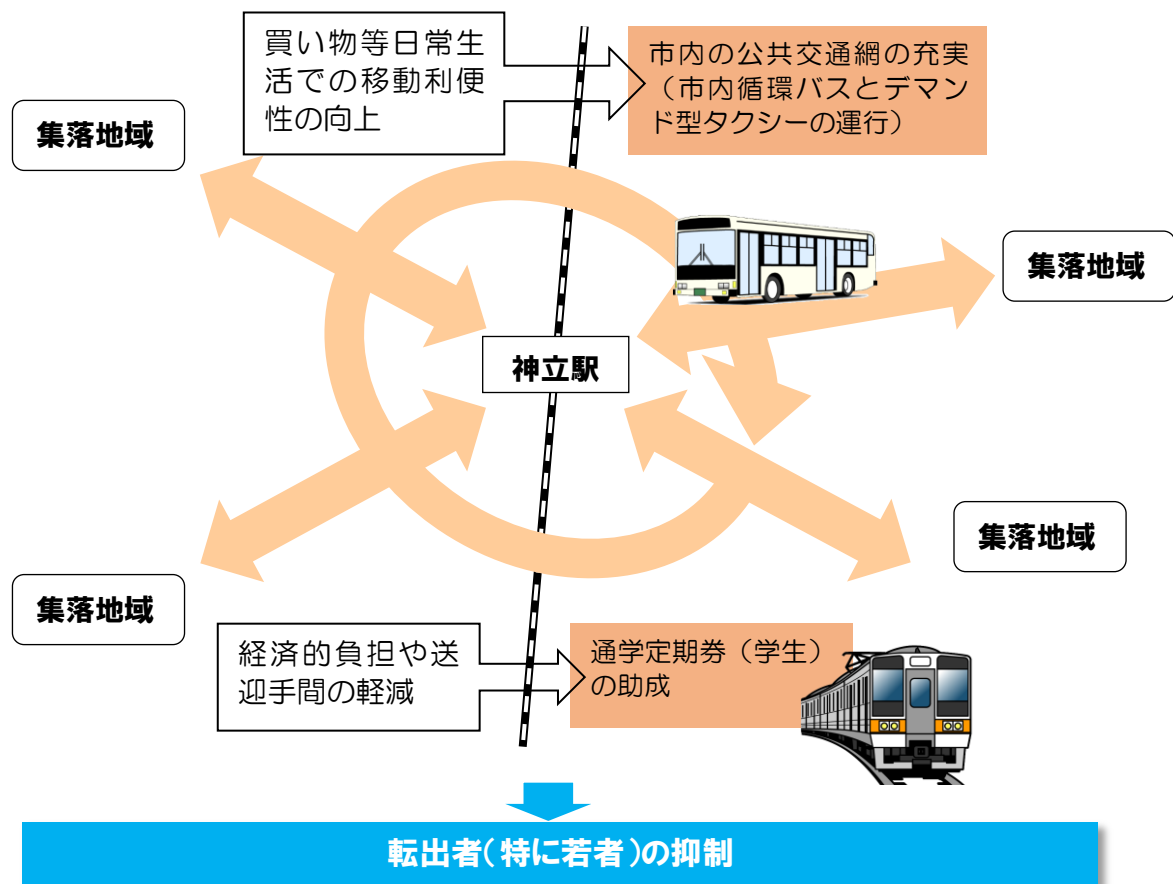 買い物等日常生
活での移動利便
性の向上
市内の公共交通網の充実
（市内循環バスとデマン
ド型タクシーの運行）
集落地域
集落地域
神立駅
集落地域
集落地域
経済的負担や送
迎手間の軽減
通学定期券（学生）
の助成
転出者（特に若者）の抑制